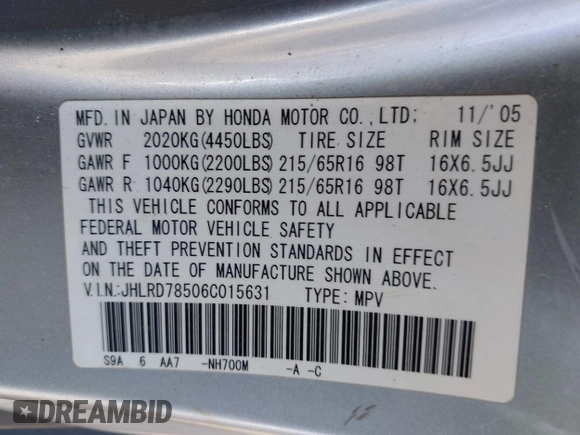 MFD. IN JAPAN BY HONDA MOTOR CO.,LTD; 11/'05
GVWR 2020KG(4450LBS) TIRE SIZE RIM SIZE
GAWR F 1000KG(2200LBS) 215/65R16 98T 16X6.5JJ
GAWR R 1040KG(2290LBS) 215/65R16 98T 16X6.5JJ
THIS VEHICLE CONFORMS TO ALL APPLICABLE
FEDERAL MOTOR VEHICLE SAFETY
AND THEFT PREVENTION STANDARDS IN EFFECT
ON THE DATE OF MANUFACTURE SHOWN ABOVE.
V.I.N.:JHLRD78506C015631 TYPE: MPV
S9A 6 AA7 -NH700M -A -C
DREAMBID